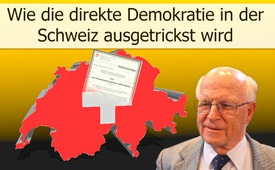 Wie die direkte Demokratie in der
Schweiz ausgetrickst wird